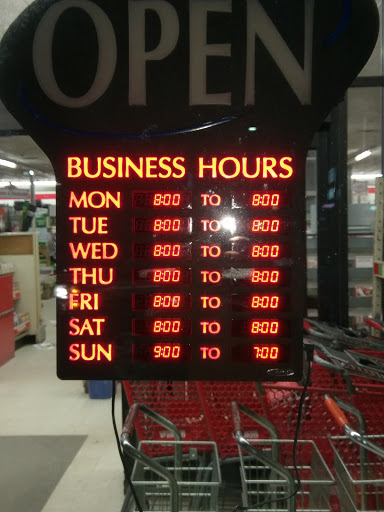 OPEN
BUSINESS HOURS
MON 8:00 TO 8:00
TUE 8:00 TO 8:00
WED 8:00 TO 8:00
THU 8:00 TO 8:00
FRI 8:00 TO 8:00
SAT 8:00 TO 8:00
SUN 9:00 TO 7:00